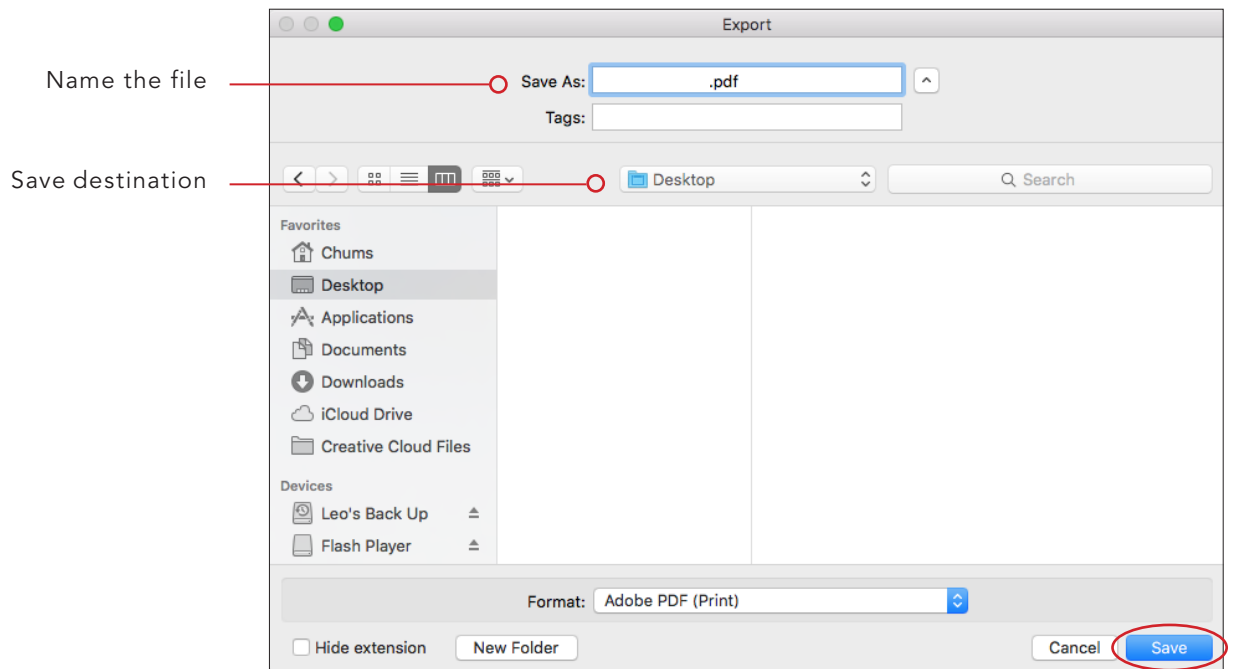 Export
Name the file
Save As: .pdf
Tags:
Save destination
Desktop
Search
Favorites
Chums
Desktop
Applications
Documents
Downloads
iCloud Drive
Creative Cloud Files
Devices
Leo's Back Up
Flash Player
Format: Adobe PDF (Print)
Hide extension New Folder Cancel Save